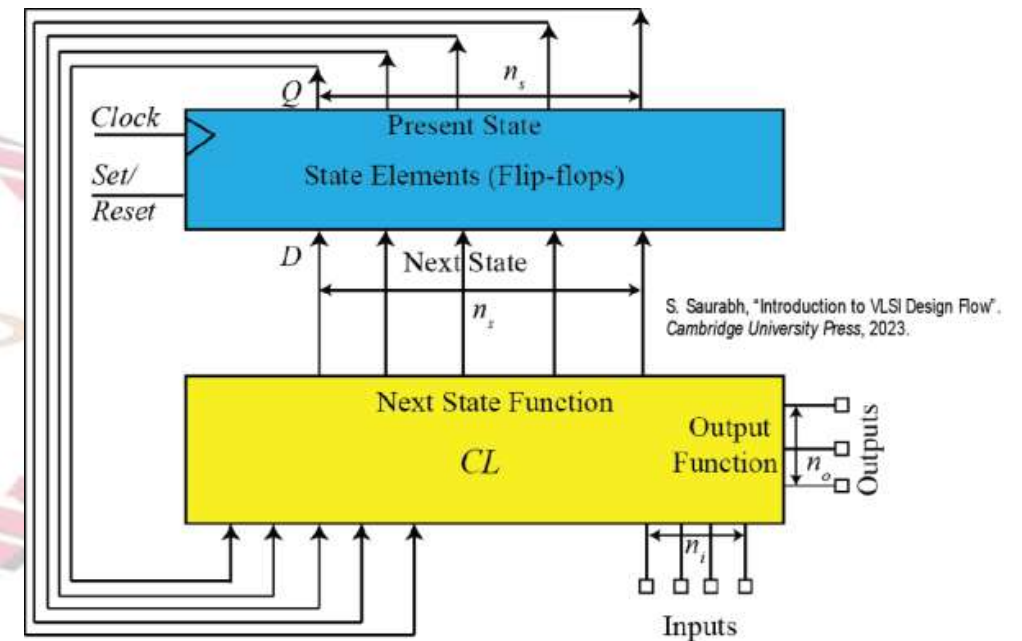 Q
n_s
Clock
Present State
Set/
Reset
State Elements (Flip-flops)
D
Next State
n_s
S. Saurabh, "Introduction to VLSI Design Flow".
Cambridge University Press, 2023.
Next State Function
CL
Output
Function
n_o
Outputs
n_i
Inputs